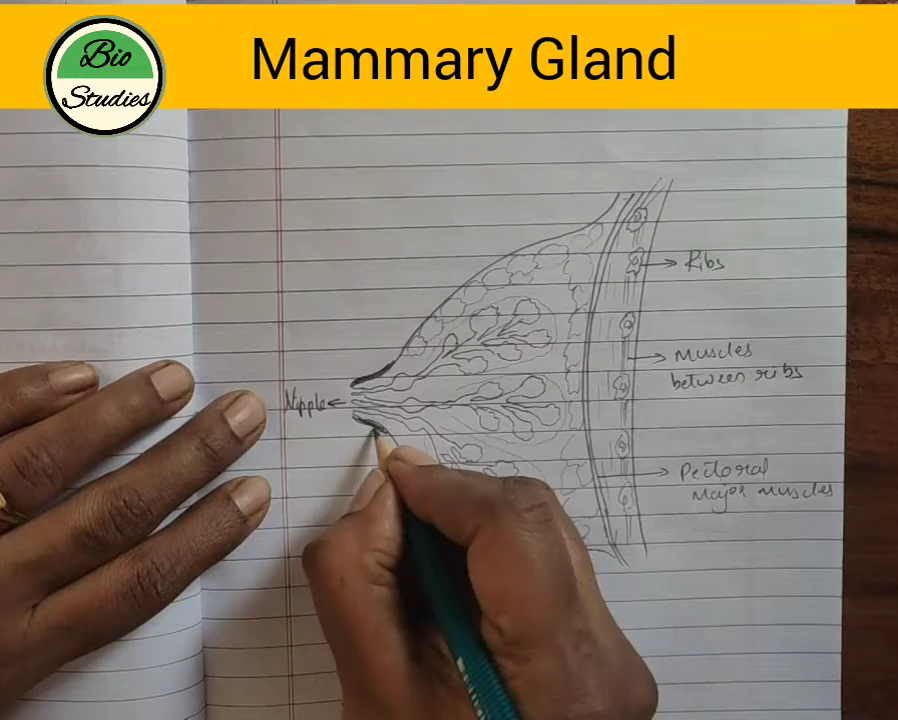 Bio
Studies
Mammary Gland
Ribs
Muscles
between ribs
Nipple
Pectoral
Major muscles